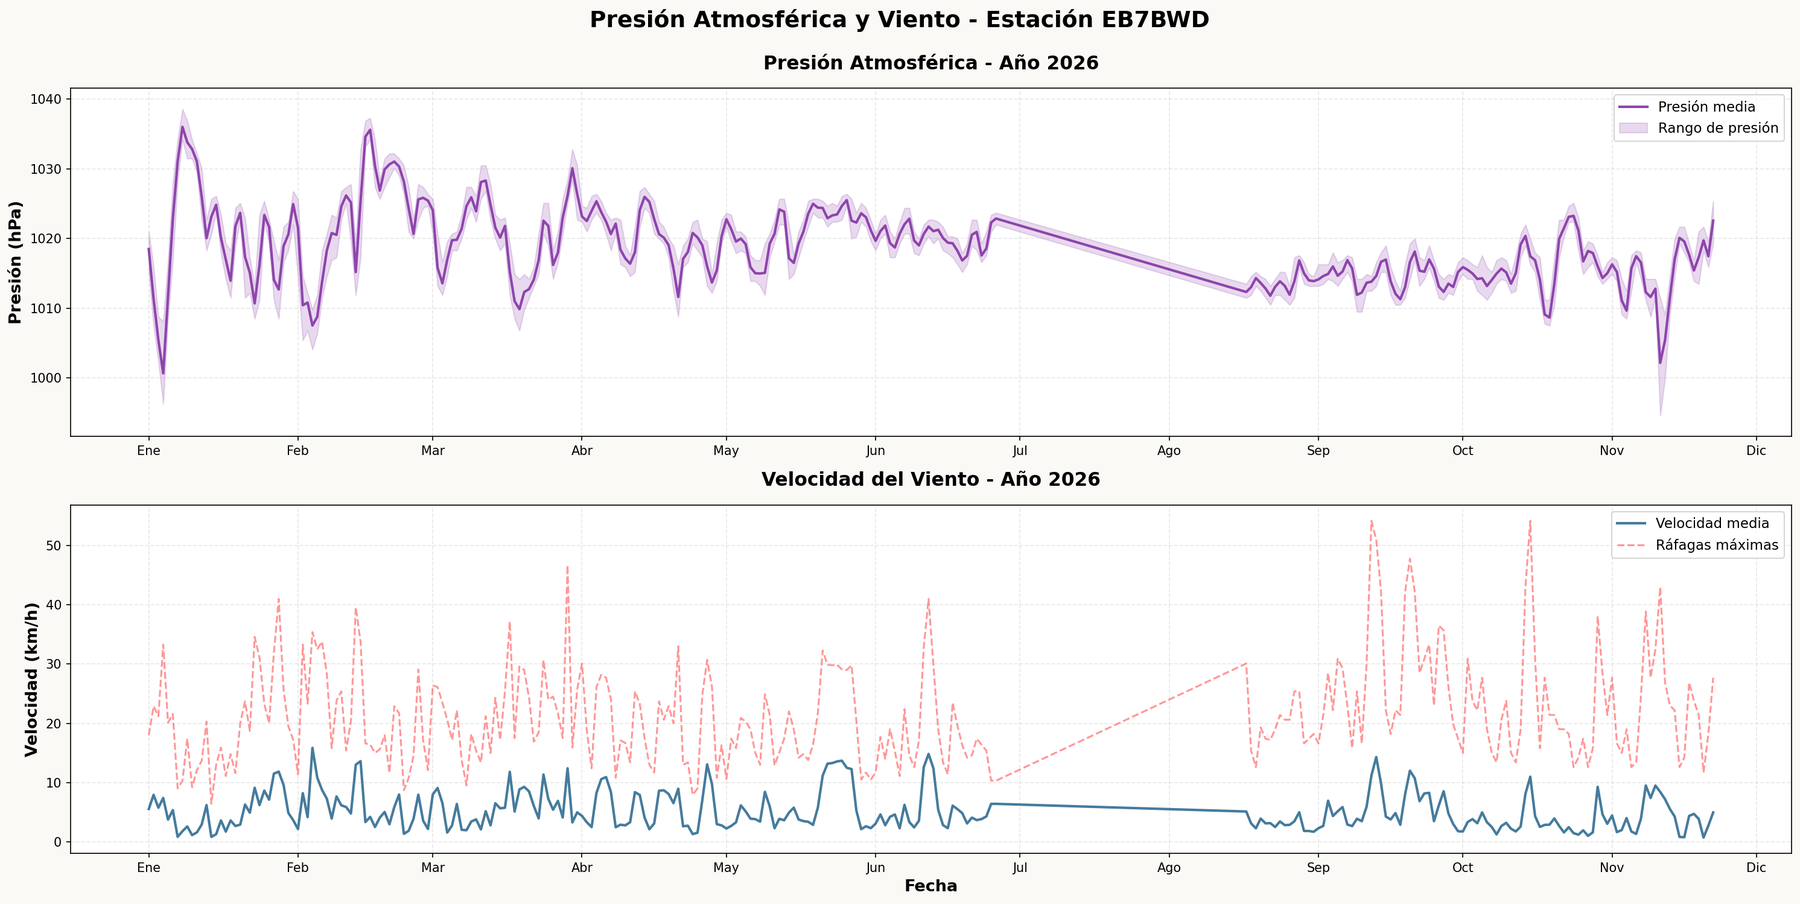 Presión Atmosférica y Viento - Estación EB7BWD
Presión Atmosférica - Año 2026
Presión (hPa)
1040
1030
1020
1010
1000
Presión media
Rango de presión
Ene Feb Mar Abr May Jun Jul Ago Sep Oct Nov Dic
Velocidad del Viento - Año 2026
Velocidad (km/h)
50
40
30
20
10
0
Velocidad media
Ráfagas máximas
Ene Feb Mar Abr May Jun Jul Ago Sep Oct Nov Dic
Fecha